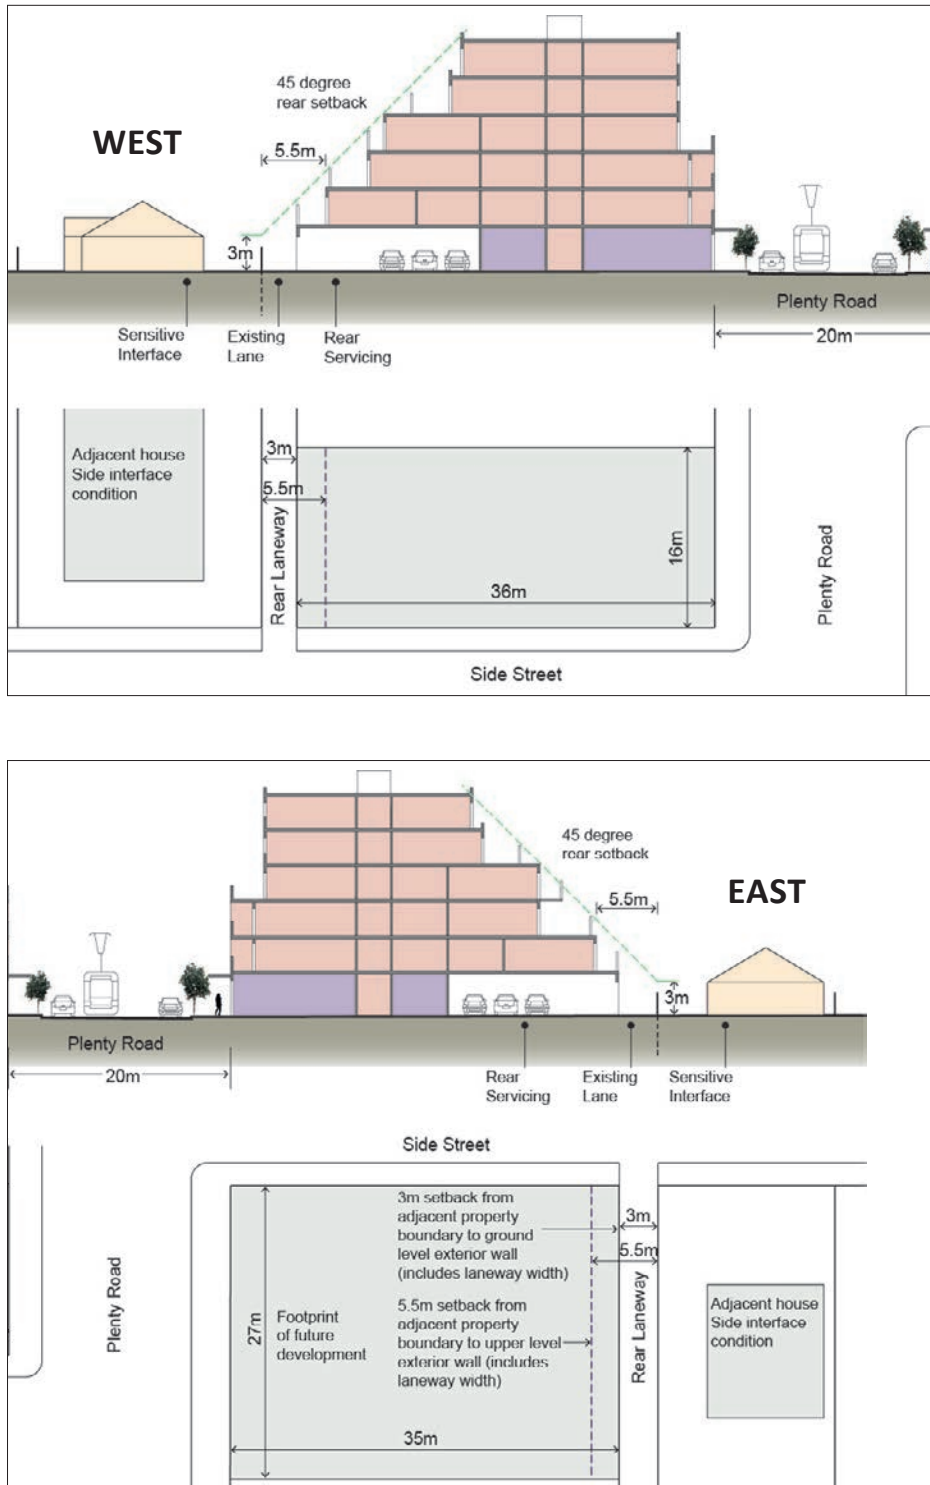 WEST
45 degree
rear setback
5.5m
3m
Sensitive
Interface
Existing
Lane
Rear
Servicing
Plenty Road
20m
Adjacent house
Side interface
condition
3m
5.5m
Rear Laneway
36m
16m
Plenty Road
Side Street
45 degree
rear setback
EAST
5.5m
3m
Plenty Road
20m
Rear
Servicing
Existing
Lane
Sensitive
Interface
Side Street
Plenty Road
27m
Footprint
of future
development
3m setback from
adjacent property
boundary to ground
level exterior wall
(includes laneway width)
5.5m setback from
adjacent property
boundary to upper level
exterior wall (includes
laneway width)
35m
3m
5.5m
Rear Laneway
Adjacent house
Side interface
condition